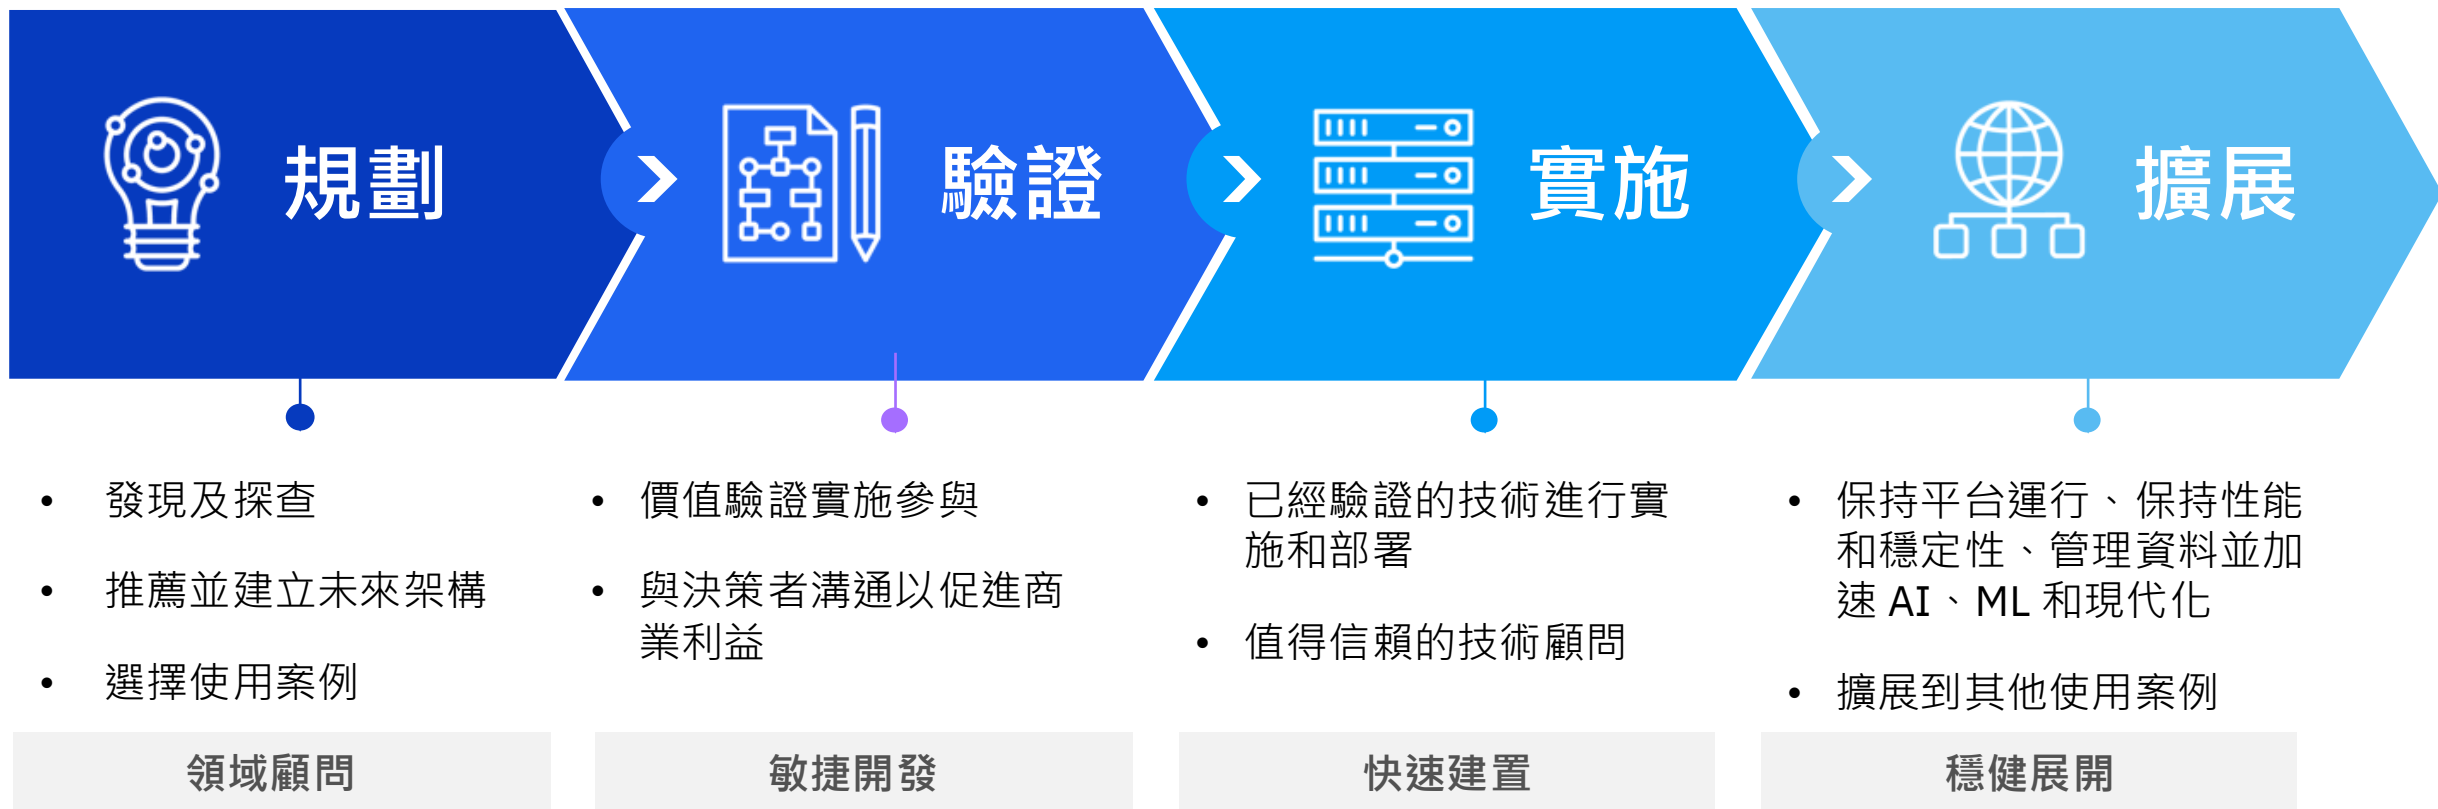 規劃
驗證
實施
擴展
• 發現及探查
• 推薦並建立未來架構
• 選擇使用案例
• 價值驗證實施參與
• 與決策者溝通以促進商
業利益
• 已經驗證的技術進行實
施和部署
• 值得信賴的技術顧問
• 保持平台運行、保持性能
和穩定性、管理資料並加
速 AI、ML 和現代化
• 擴展到其他使用案例
領域顧問
敏捷開發
快速建置
穩健展開